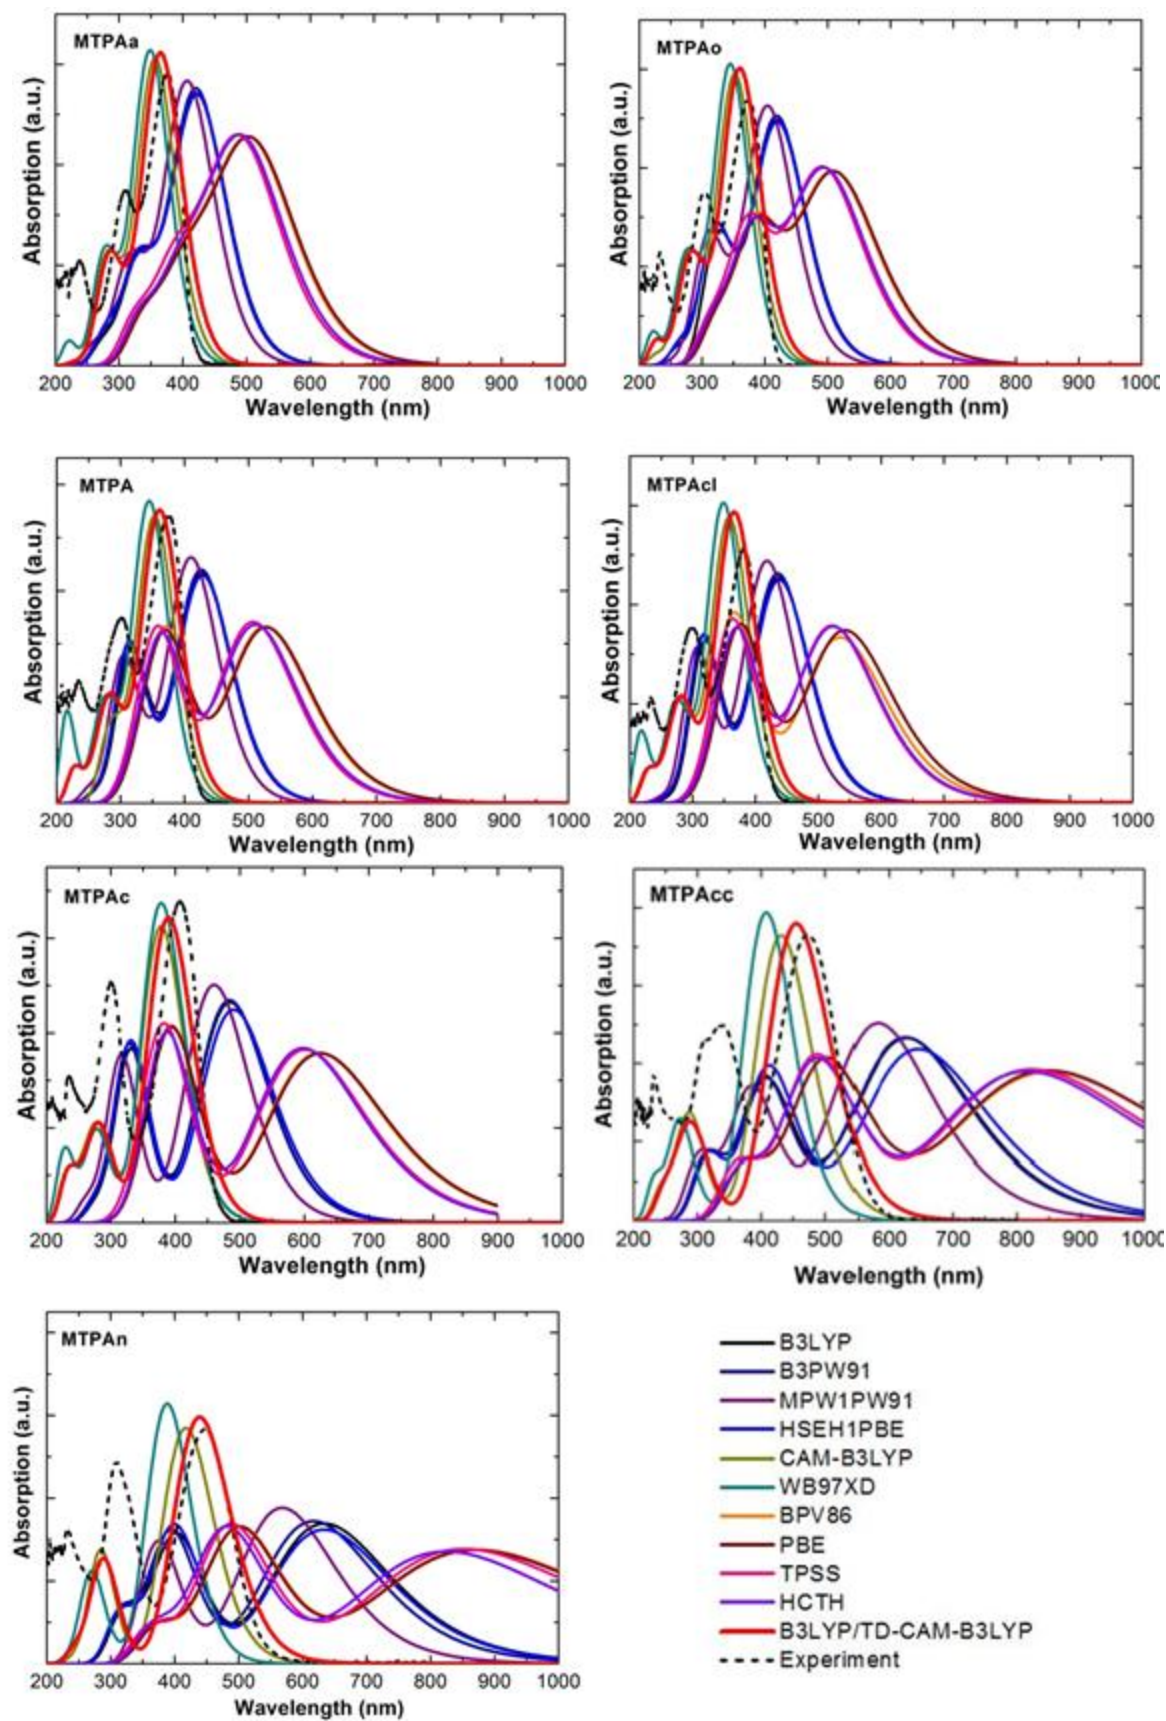 MTPAa
Absorption (a.u.)
200 300 400 500 600 700 800 900 1000
Wavelength (nm)
MTPAo
Absorption (a.u.)
200 300 400 500 600 700 800 900 1000
Wavelength (nm)
MTPA
Absorption (a.u.)
200 300 400 500 600 700 800 900 1000
Wavelength (nm)
MTPAcl
Absorption (a.u.)
200 300 400 500 600 700 800 900 1000
Wavelength (nm)
MTPAc
Absorption (a.u.)
200 300 400 500 600 700 800 900 1000
Wavelength (nm)
MTPAcc
Absorption (a.u.)
200 300 400 500 600 700 800 900 1000
Wavelength (nm)
MTPAn
Absorption (a.u.)
200 300 400 500 600 700 800 900 1000
Wavelength (nm)
B3LYP
B3PW91
MPW1PW91
HSEH1PBE
CAM-B3LYP
WB97XD
BPV86
PBE
TPSS
HCTH
B3LYP/TD-CAM-B3LYP
Experiment